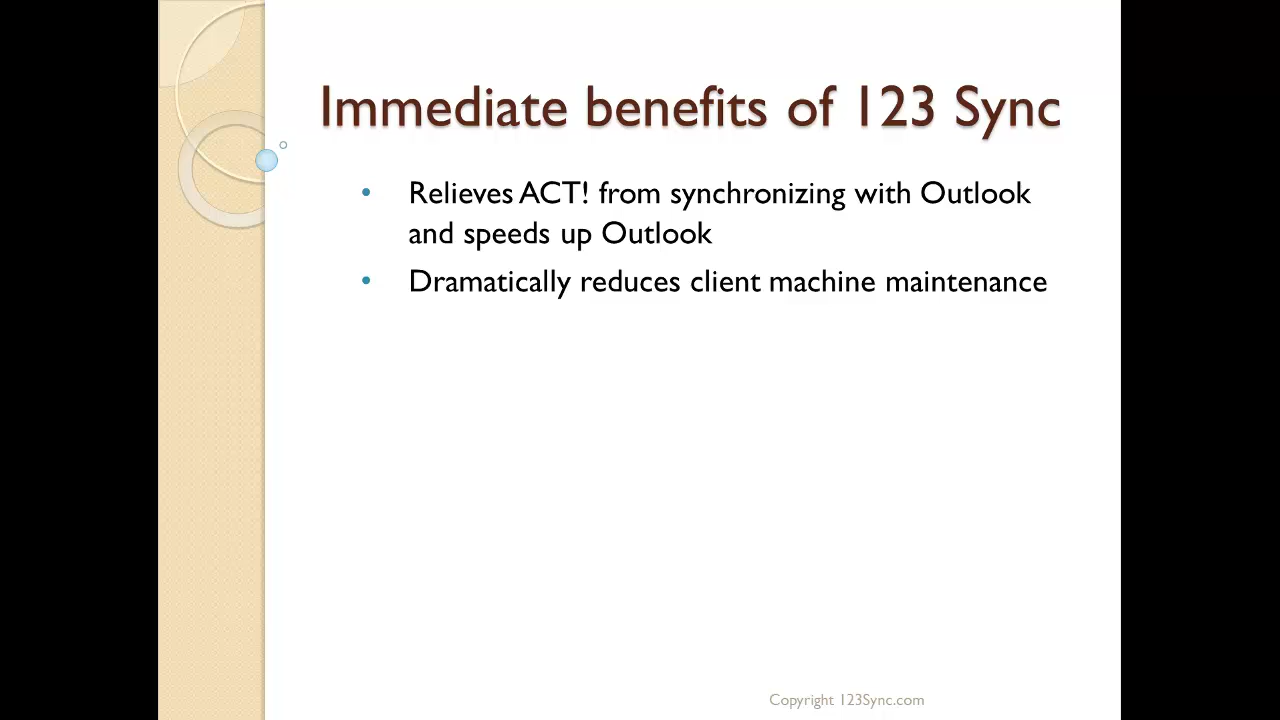 Immediate benefits of 123 Sync
• Relieves ACT! from synchronizing with Outlook
and speeds up Outlook
• Dramatically reduces client machine maintenance
Copyright 123Sync.com